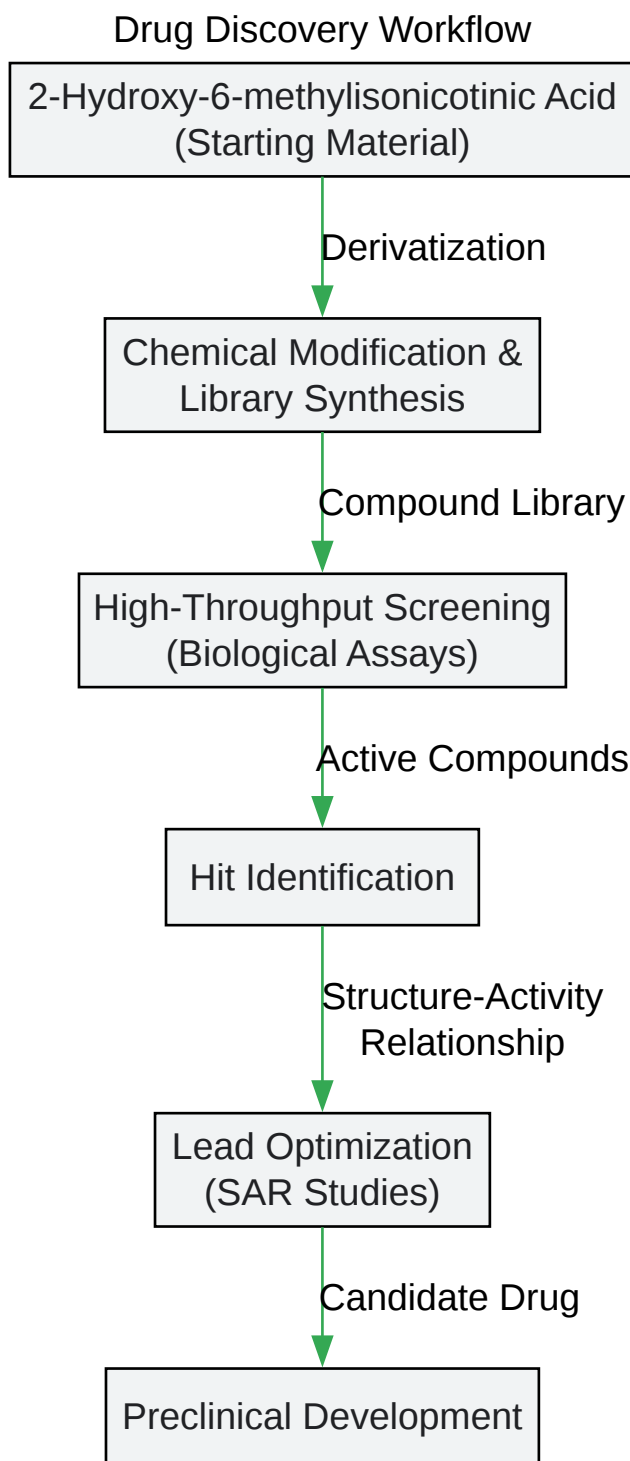 Drug Discovery Workflow
2-Hydroxy-6-methylisonicotinic Acid
(Starting Material)
Derivatization
Chemical Modification &
Library Synthesis
Compound Library
High-Throughput Screening
(Biological Assays)
Active Compounds
Hit Identification
Structure-Activity
Relationship
Lead Optimization
(SAR Studies)
Candidate Drug
Preclinical Development